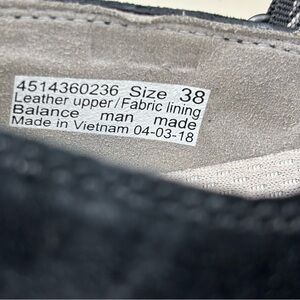 4514360236 Size 38
Leather upper/Fabric lining
Balance man made
Made in Vietnam 04-03-18